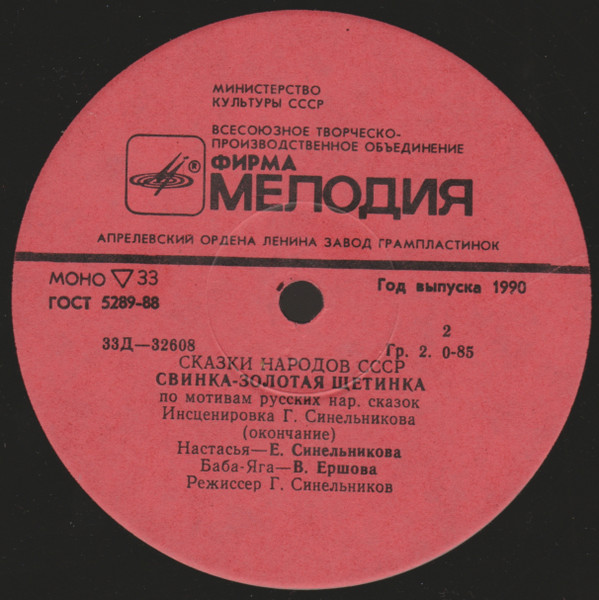 МИНИСТЕРСТВО
КУЛЬТУРЫ СССР
ВСЕСОЮЗНОЕ ТВОРЧЕСКО-
ПРОИЗВОДСТВЕННОЕ ОБЪЕДИНЕНИЕ
®
ФИРМА
МЕЛОДИЯ
АПРЕЛЕВСКИЙ ОРДЕНА ЛЕНИНА ЗАВОД ГРАМПЛАСТИНОК
МОНО ▽ 33
Год выпуска 1990
ГОСТ 5289-88
2
33Д—32608
Гр. 2. 0-85
СКАЗКИ НАРОДОВ СССР
СВИНКА-ЗОЛОТАЯ ЩЕТИНКА
по мотивам русских нар. сказок
Инсценировка Г. Синельникова
(окончание)
Настасья—Е. Синельникова
Баба-Яга—В. Ершова
Режиссер Г. Синельников